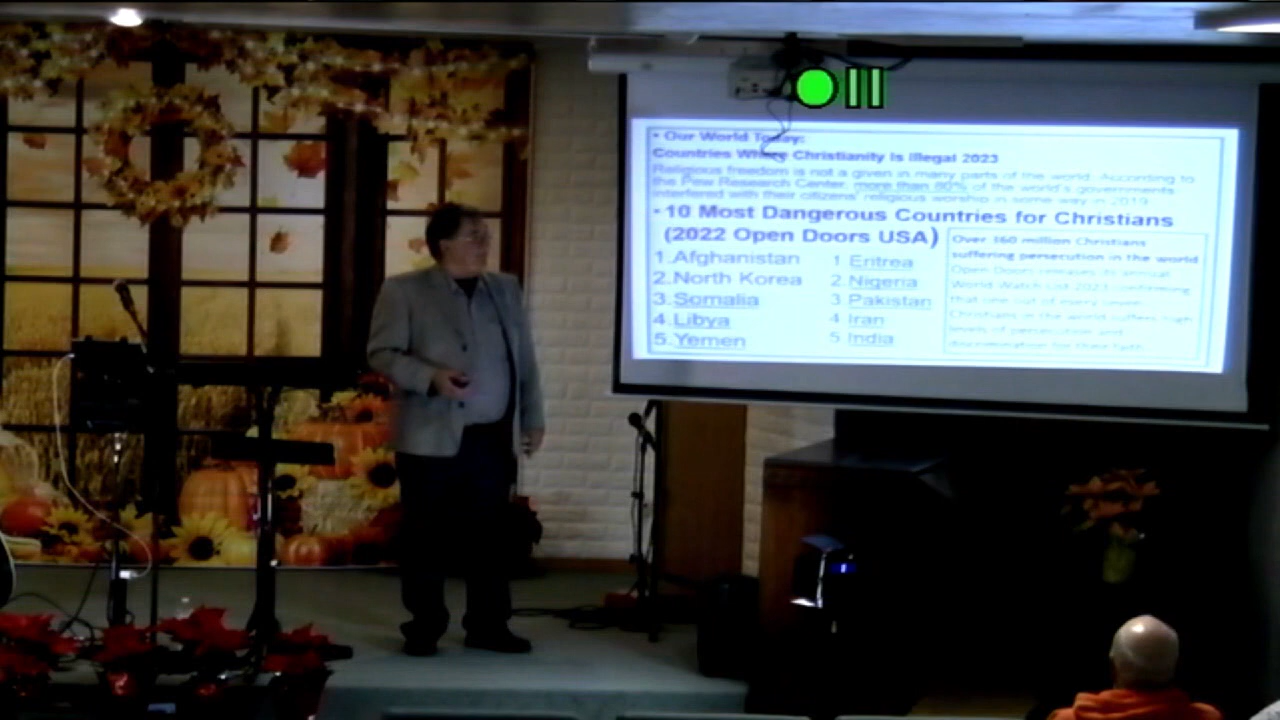 • Our World Today:
Countries Where Christianity Is Illegal 2023
Religious freedom is not a given in many parts of the world. According to
the Pew Research Center, more than 80% of the world's governments
interfered with their citizens' religious worship in some way in 2019.
• 10 Most Dangerous Countries for Christians
(2022 Open Doors USA)
1.Afghanistan
2.North Korea
3.Somalia
4.Libya
5.Yemen
1 Eritrea
2 Nigeria
3 Pakistan
4 Iran
5 India
Over 360 million Christians
suffering persecution in the world
Open Doors releases its annual
World Watch List 2023 confirming
that one out of every seven
Christians in the world suffers high
levels of persecution and
discrimination for their faith.